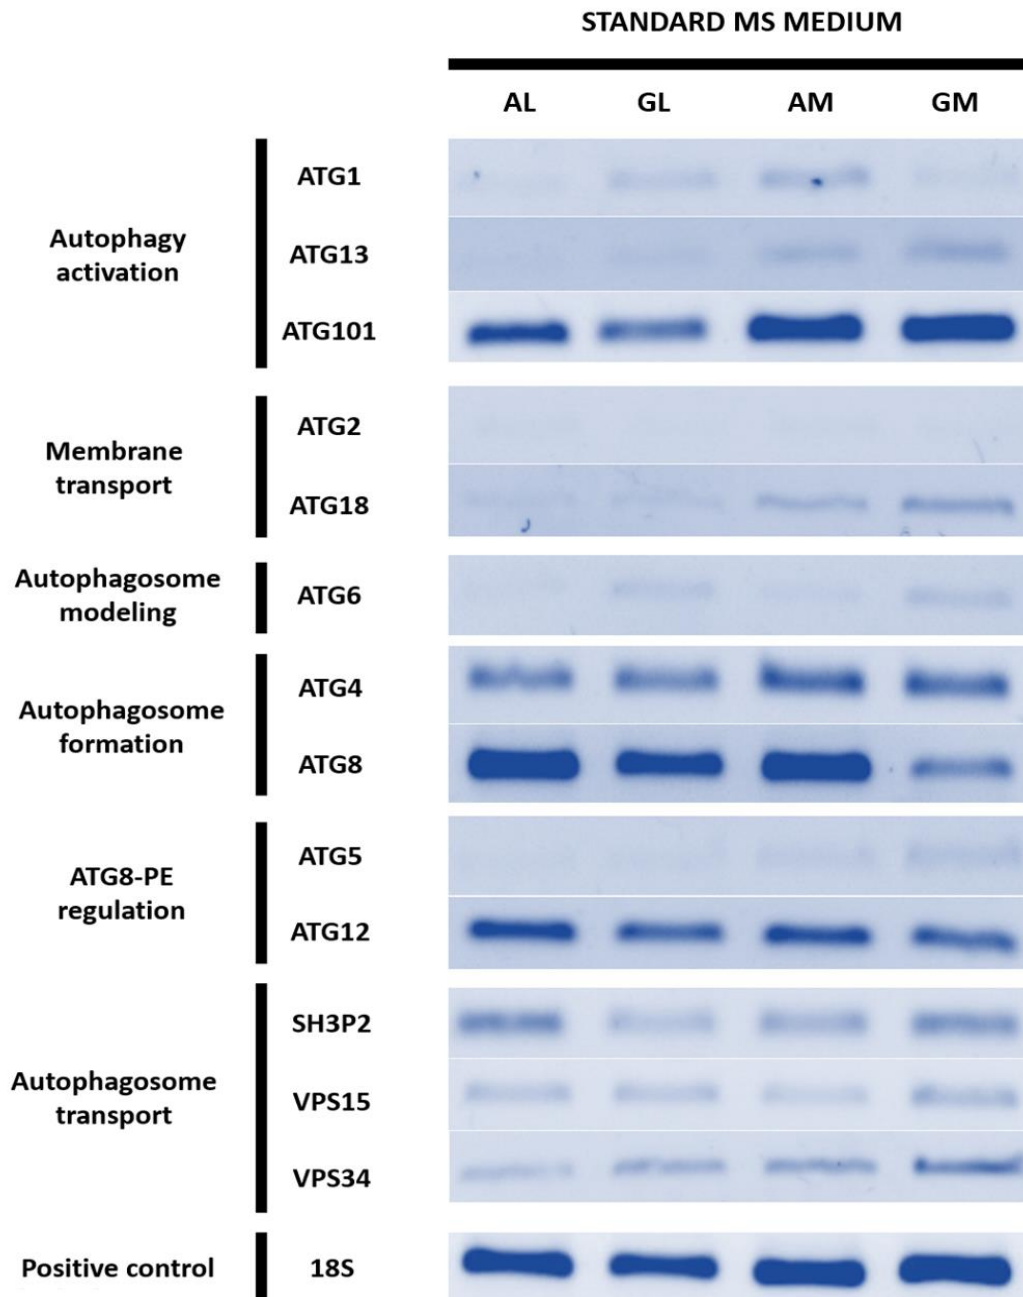 STANDARD MS MEDIUM
AL GL AM GM
Autophagy
activation
ATG1
ATG13
ATG101
Membrane
transport
ATG2
ATG18
Autophagosome
modeling
ATG6
Autophagosome
formation
ATG4
ATG8
ATG8-PE
regulation
ATG5
ATG12
Autophagosome
transport
SH3P2
VPS15
VPS34
Positive control
18S